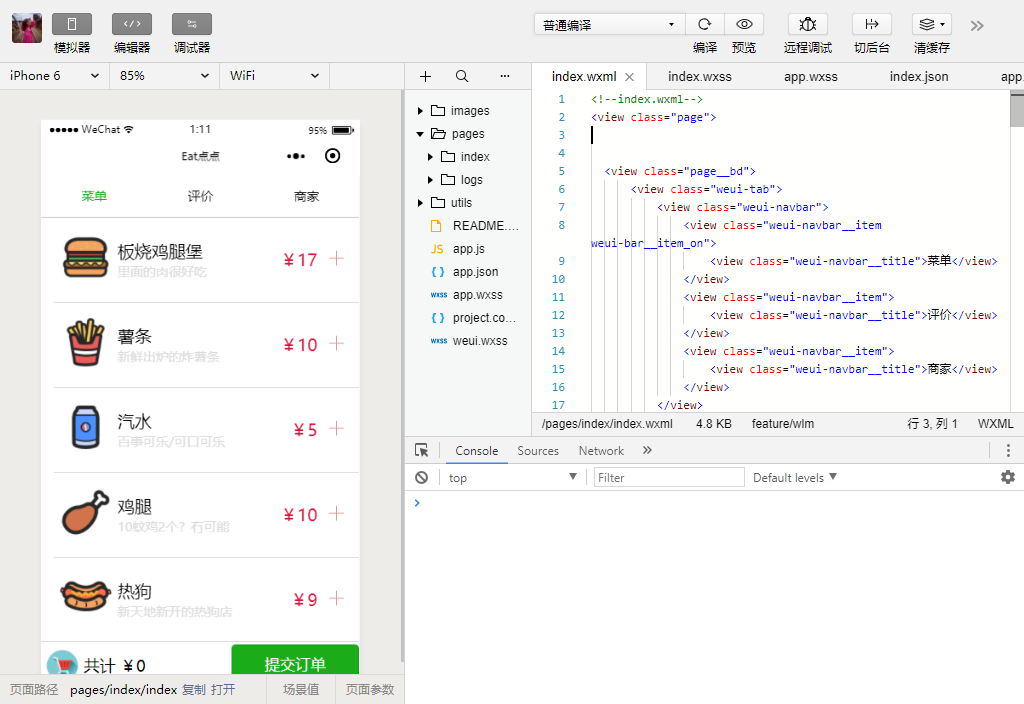 模拟器 编辑器 调试器
普通编译
编译 预览 远程调试 切后台 清缓存
iPhone 6 85% WiFi
WeChat 1:11 95%
Eat点点
菜单 评价 商家
板烧鸡腿堡
里面的肉很好吃
¥17
薯条
新鲜出炉的炸薯条
¥10
汽水
百事可乐/可口可乐
¥5
鸡腿
10蚊鸡2个? 冇可能
¥10
热狗
新天地新开的热狗店
¥9
共计 ¥0
提交订单
页面路径 pages/index/index 复制 打开 场景值 页面参数
images
pages
index
logs
utils
README....
JS app.js
{ } app.json
wxss app.wxss
{ } project.co...
wxss weui.wxss
index.wxml index.wxss app.wxss index.json app.
1 <!--index.wxml-->
2 <view class="page">
3
4
5 <view class="page__bd">
6 <view class="weui-tab">
7 <view class="weui-navbar">
8 <view class="weui-navbar__item
weui-bar__item_on">
9 <view class="weui-navbar__title">菜单</view>
10 </view>
11 <view class="weui-navbar__item">
12 <view class="weui-navbar__title">评价</view>
13 </view>
14 <view class="weui-navbar__item">
15 <view class="weui-navbar__title">商家</view>
16 </view>
17 </view>
/pages/index/index.wxml 4.8 KB feature/wlm 行 3, 列 1 WXML
Console Sources Network
top Filter Default levels